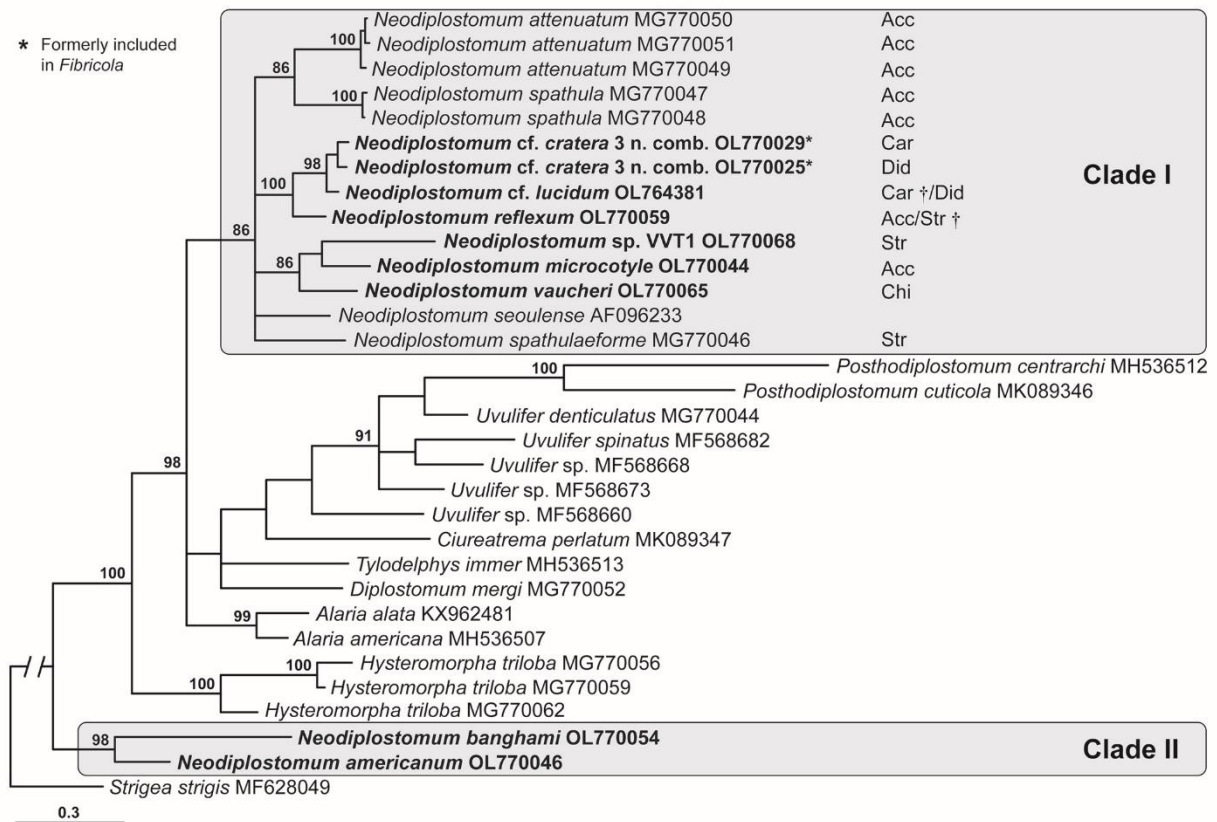 * Formerly included
in Fibricola
Neodiplostomum attenuatum MG770050 Acc
100
Neodiplostomum attenuatum MG770051 Acc
86
Neodiplostomum attenuatum MG770049 Acc
100
Neodiplostomum spathula MG770047 Acc
Neodiplostomum spathula MG770048 Acc
Neodiplostomum cf. cratera 3 n. comb. OL770029* Car
98
Neodiplostomum cf. cratera 3 n. comb. OL770025* Did
Clade I
100
Neodiplostomum cf. lucidum OL764381 Car †/Did
Neodiplostomum reflexum OL770059 Acc/Str †
86
Neodiplostomum sp. VVT1 OL770068 Str
86
Neodiplostomum microcotyle OL770044 Acc
Neodiplostomum vaucheri OL770065 Chi
Neodiplostomum seoulense AF096233
Neodiplostomum spathulaeforme MG770046 Str
100
Posthodiplostomum centrarchi MH536512
Posthodiplostomum cuticola MK089346
Uvulifer denticulatus MG770044
91
Uvulifer spinatus MF568682
Uvulifer sp. MF568668
98
Uvulifer sp. MF568673
Uvulifer sp. MF568660
Ciureatrema perlatum MK089347
Tylodelphys immer MH536513
100
Diplostomum mergi MG770052
99
Alaria alata KX962481
Alaria americana MH536507
100
Hysteromorpha triloba MG770056
100
Hysteromorpha triloba MG770059
Hysteromorpha triloba MG770062
98
Neodiplostomum banghami OL770054
Clade II
Neodiplostomum americanum OL770046
Strigea strigis MF628049
0.3